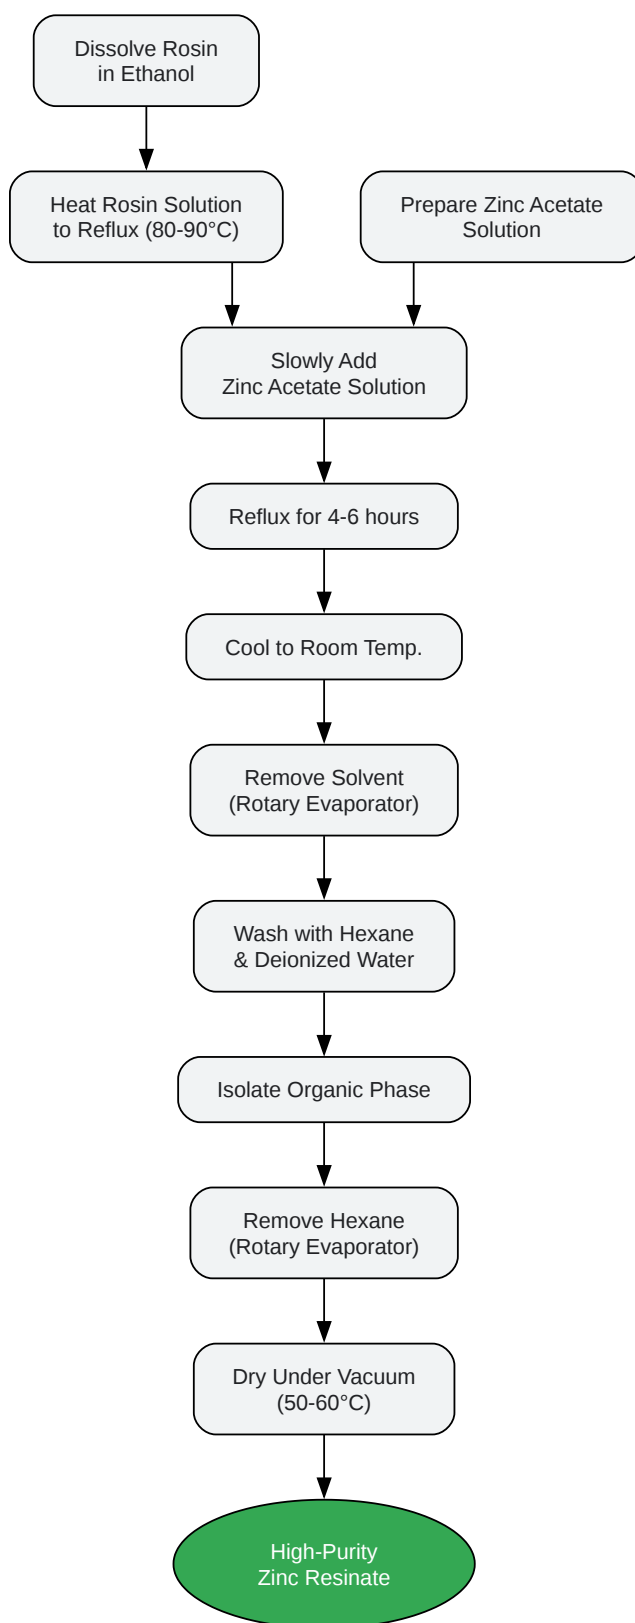 Dissolve Rosin
in Ethanol
Heat Rosin Solution
to Reflux (80-90°C)
Prepare Zinc Acetate
Solution
Slowly Add
Zinc Acetate Solution
Reflux for 4-6 hours
Cool to Room Temp.
Remove Solvent
(Rotary Evaporator)
Wash with Hexane
& Deionized Water
Isolate Organic Phase
Remove Hexane
(Rotary Evaporator)
Dry Under Vacuum
(50-60°C)
High-Purity
Zinc Resinate